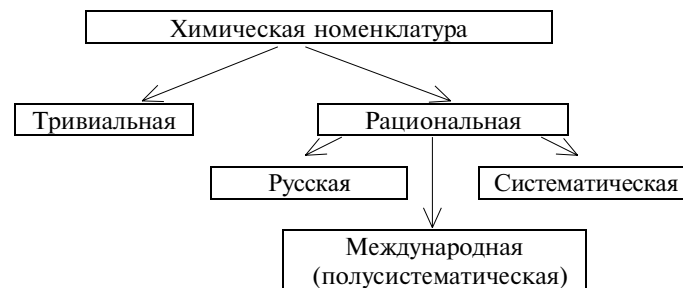 Химическая номенклатура
Тривиальная
Рациональная
Русская
Систематическая
Международная
(полусистематическая)